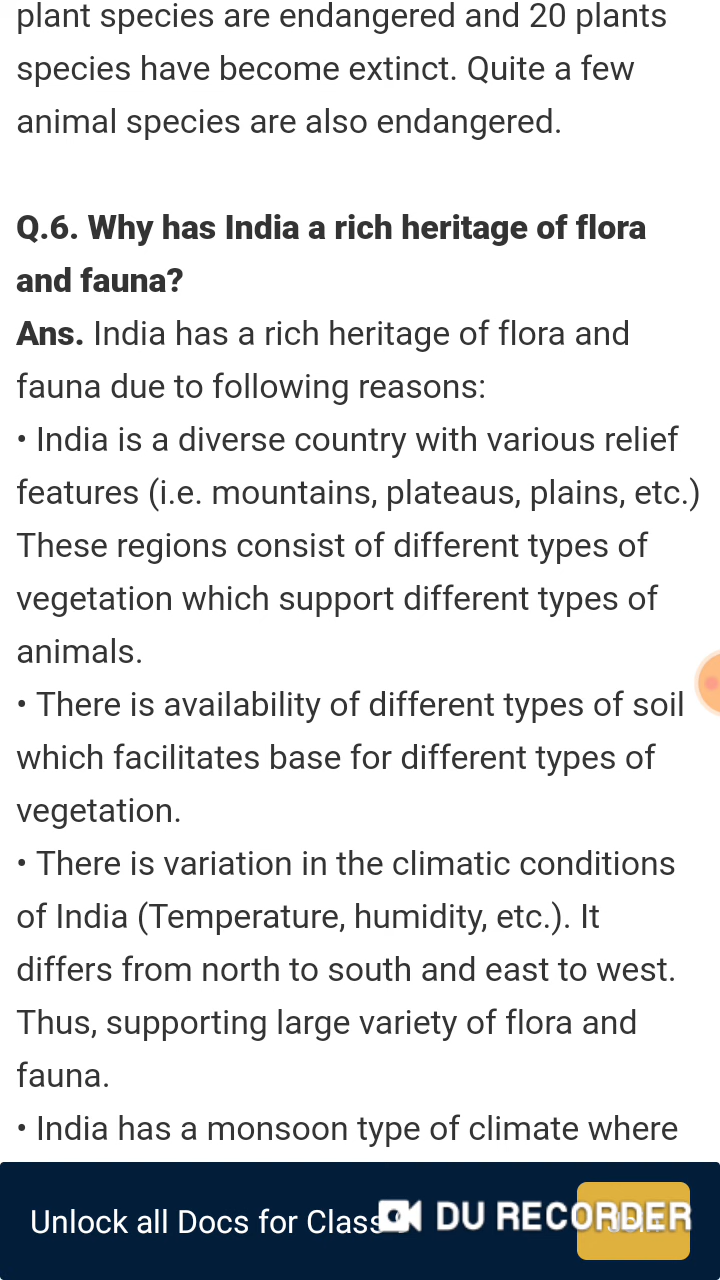 plant species are endangered and 20 plants
species have become extinct. Quite a few
animal species are also endangered.
Q.6. Why has India a rich heritage of flora
and fauna?
Ans. India has a rich heritage of flora and
fauna due to following reasons:
• India is a diverse country with various relief
features (i.e. mountains, plateaus, plains, etc.)
These regions consist of different types of
vegetation which support different types of
animals.
• There is availability of different types of soil
which facilitates base for different types of
vegetation.
• There is variation in the climatic conditions
of India (Temperature, humidity, etc.). It
differs from north to south and east to west.
Thus, supporting large variety of flora and
fauna.
• India has a monsoon type of climate where
Unlock all Docs for Class
DU RECORDER